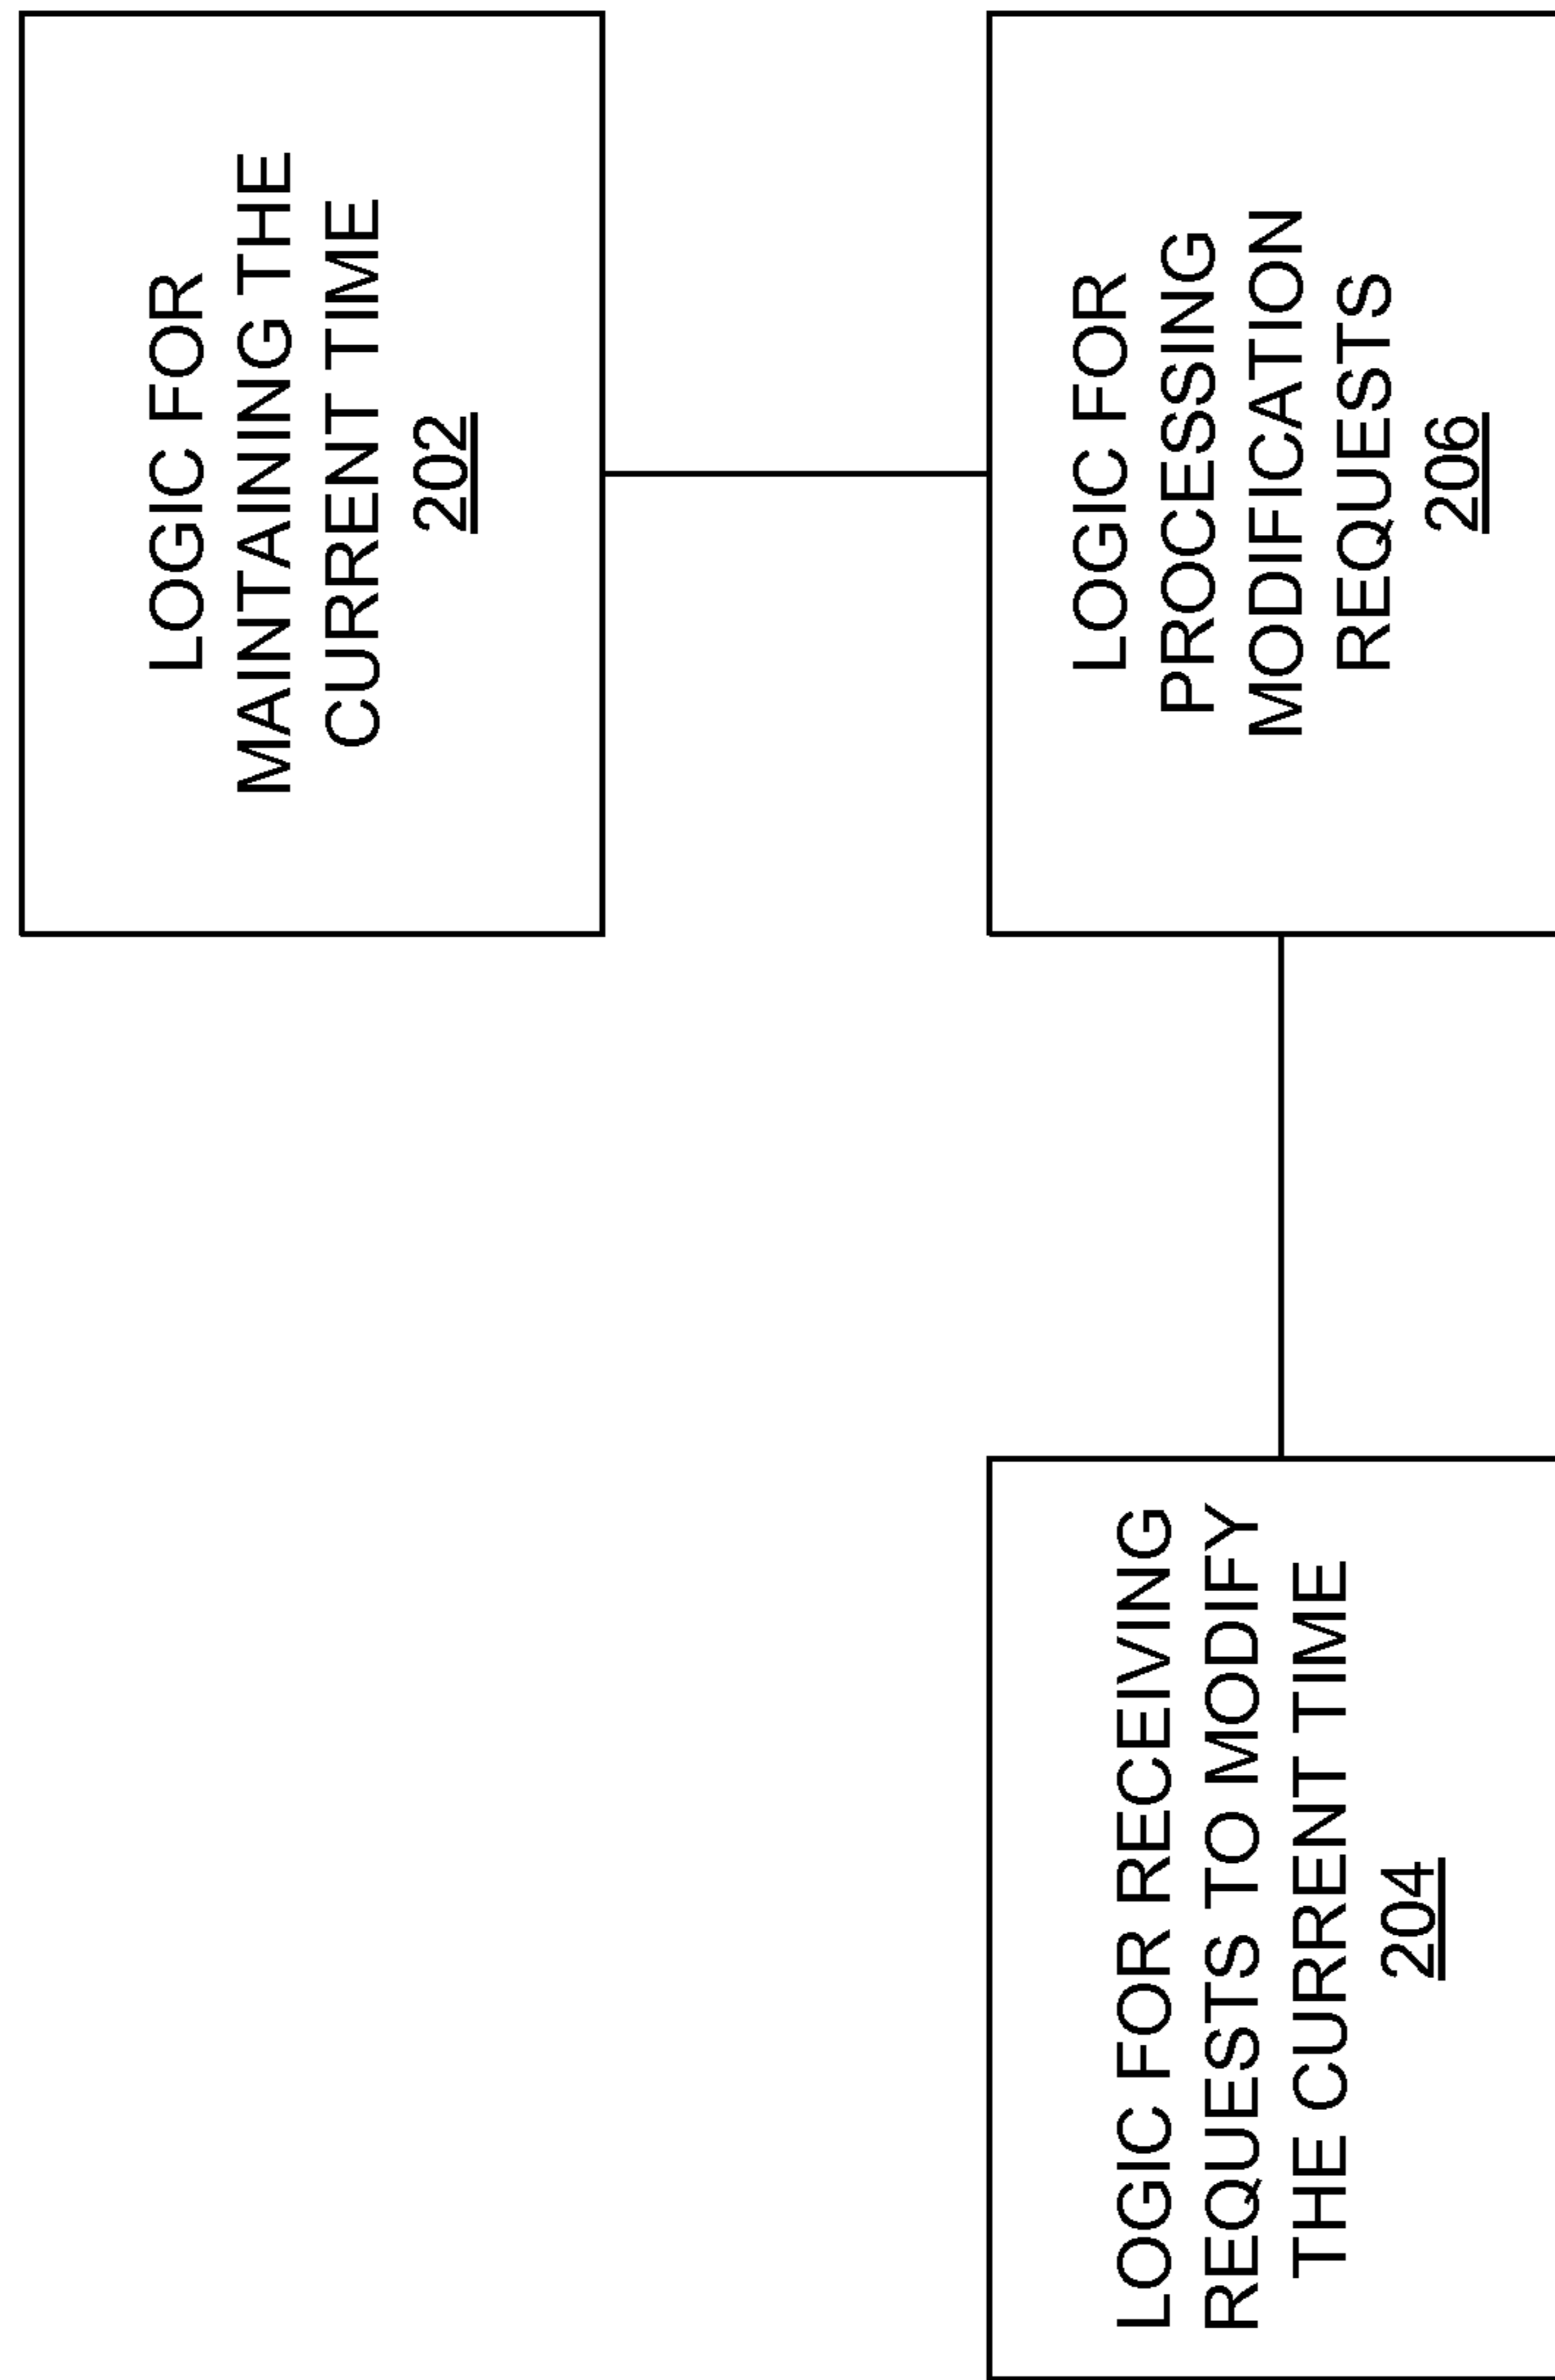 LOGIC FOR
MAINTAINING THE
CURRENT TIME
202
LOGIC FOR RECEIVING
REQUESTS TO MODIFY
THE CURRENT TIME
204
LOGIC FOR
PROCESSING
MODIFICATION
REQUESTS
206